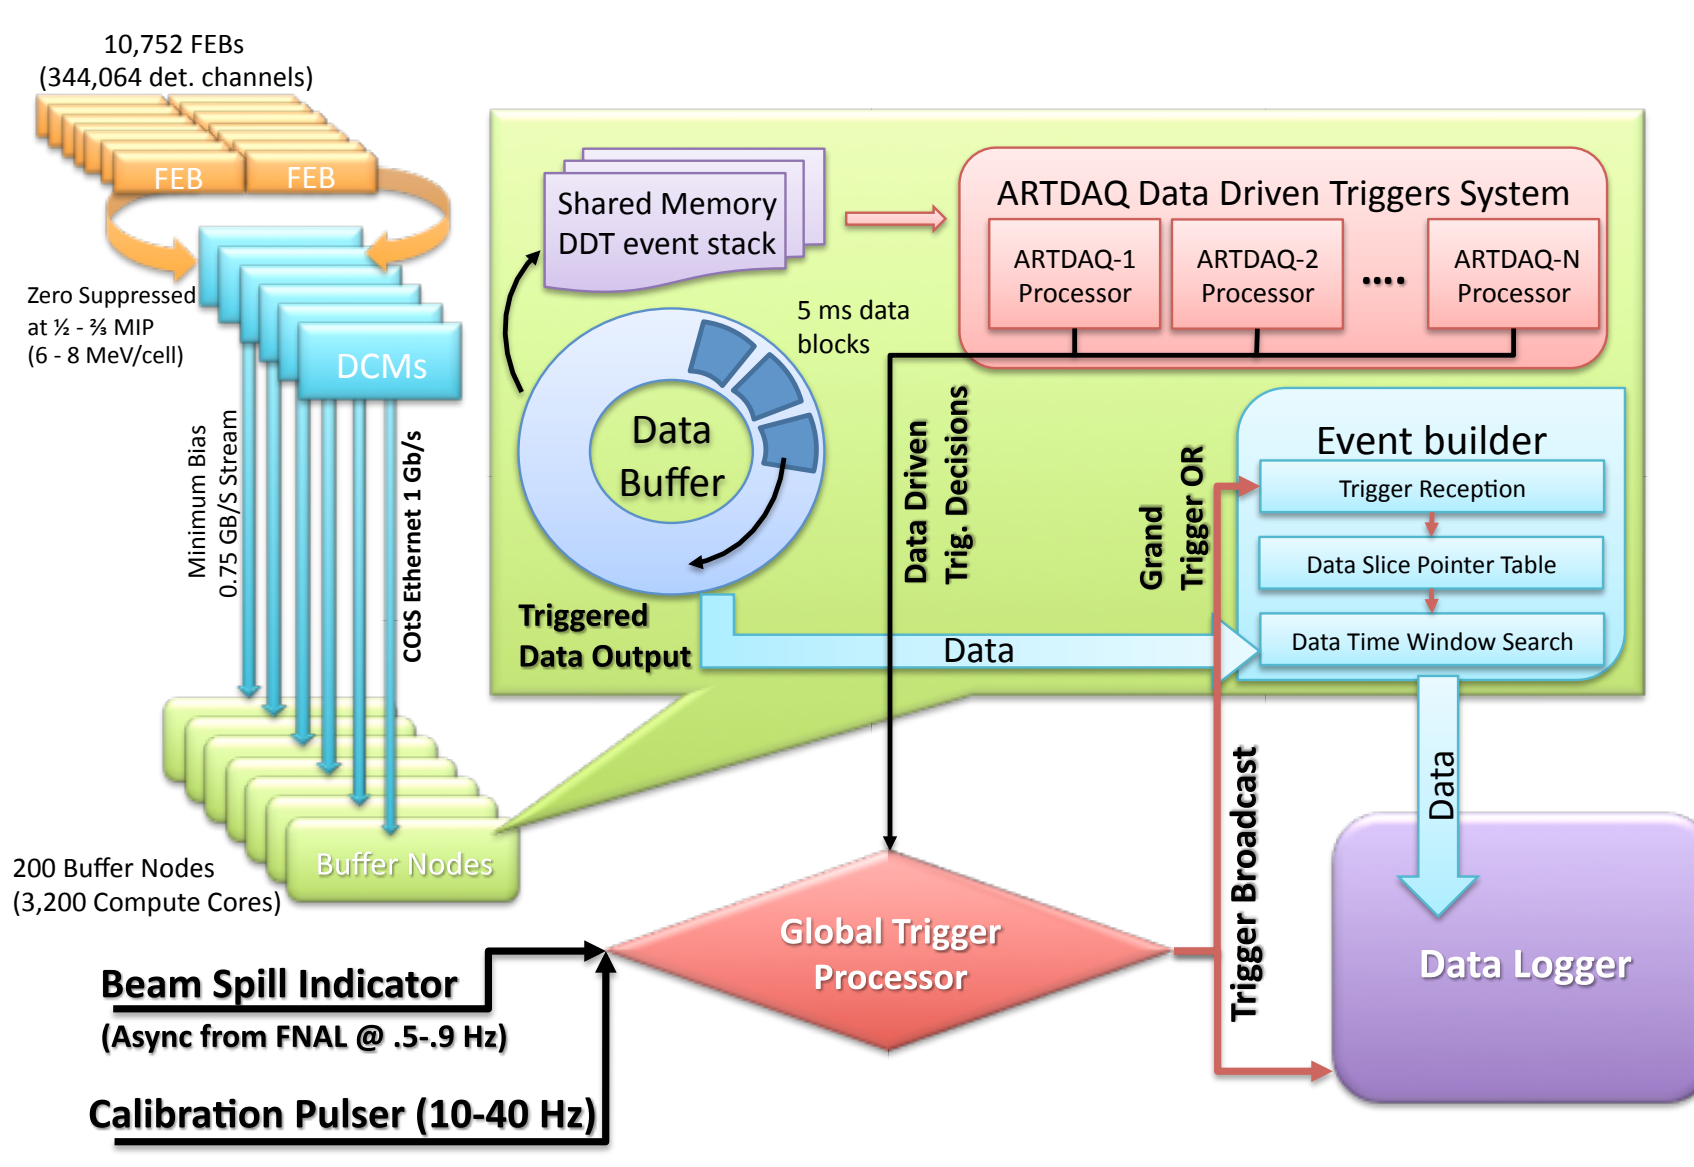 10,752 FEBs
(344,064 det. channels)
FEB
FEB
Zero Suppressed
at ½ - ⅔ MIP
(6 - 8 MeV/cell)
DCMs
Minimum Bias
0.75 GB/S Stream
COtS Ethernet 1 Gb/s
Buffer Nodes
200 Buffer Nodes
(3,200 Compute Cores)
Shared Memory
DDT event stack
5 ms data
blocks
Data
Buffer
Triggered
Data Output
Data
ARTDAQ Data Driven Triggers System
ARTDAQ-1
Processor
ARTDAQ-2
Processor
....
ARTDAQ-N
Processor
Data Driven
Trig. Decisions
Grand
Trigger OR
Event builder
Trigger Reception
Data Slice Pointer Table
Data Time Window Search
Data
Trigger Broadcast
Global Trigger
Processor
Data Logger
Beam Spill Indicator
(Async from FNAL @ .5-.9 Hz)
Calibration Pulser (10-40 Hz)